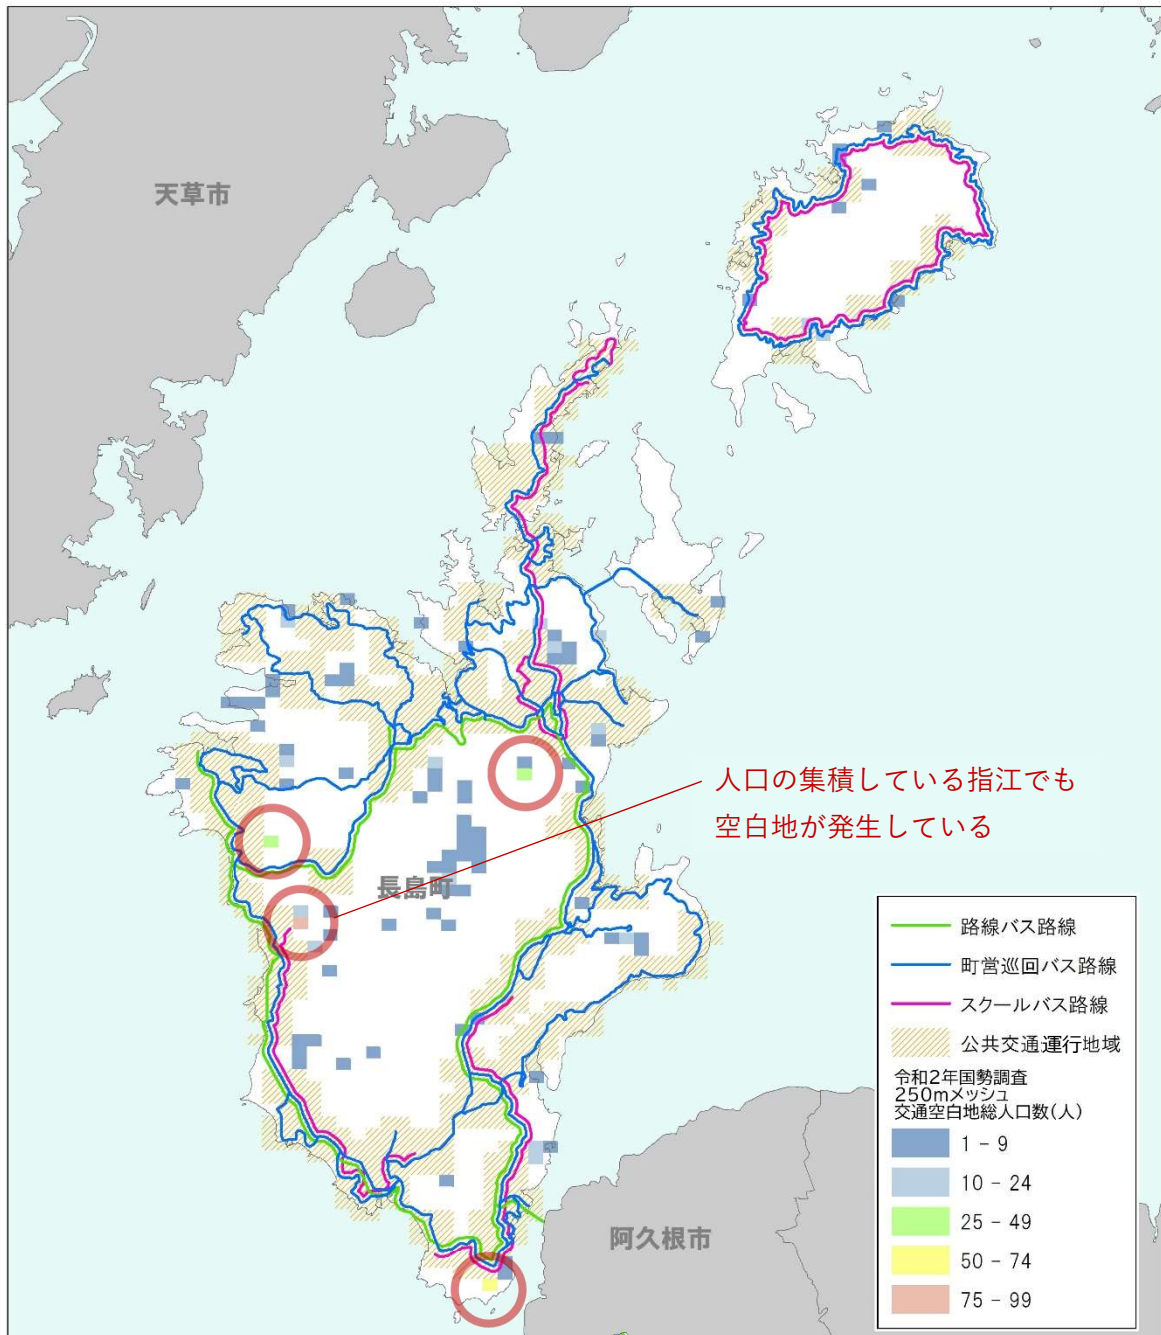 天草市
人口の集積している指江でも
空白地が発生している
長島町
阿久根市
路線バス路線
町営巡回バス路線
スクールバス路線
公共交通運行地域
令和2年国勢調査
250mメッシュ
交通空白地総人口数(人)
1 - 9
10 - 24
25 - 49
50 - 74
75 - 99